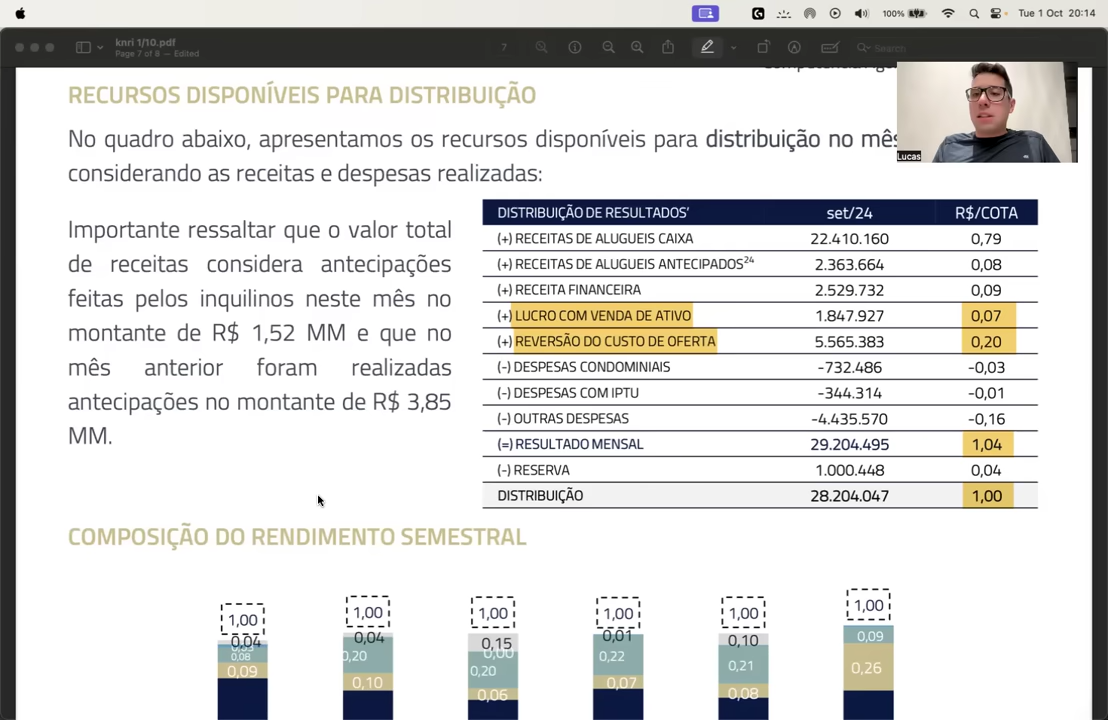 100% Tue 1 Oct 20:14
knri 1/10.pdf
Page 7 of 8 — Edited
7
Search
RECURSOS DISPONÍVEIS PARA DISTRIBUIÇÃO
No quadro abaixo, apresentamos os recursos disponíveis para distribuição no mês
considerando as receitas e despesas realizadas:
Lucas
Importante ressaltar que o valor total
de receitas considera antecipações
feitas pelos inquilinos neste mês no
montante de R$ 1,52 MM e que no
mês anterior foram realizadas
antecipações no montante de R$ 3,85
MM.
DISTRIBUIÇÃO DE RESULTADOS' set/24 R$/COTA
(+) RECEITAS DE ALUGUEIS CAIXA 22.410.160 0,79
(+) RECEITAS DE ALUGUEIS ANTECIPADOS24 2.363.664 0,08
(+) RECEITA FINANCEIRA 2.529.732 0,09
(+) LUCRO COM VENDA DE ATIVO 1.847.927 0,07
(+) REVERSÃO DO CUSTO DE OFERTA 5.565.383 0,20
(-) DESPESAS CONDOMINIAIS -732.486 -0,03
(-) DESPESAS COM IPTU -344.314 -0,01
(-) OUTRAS DESPESAS -4.435.570 -0,16
(=) RESULTADO MENSAL 29.204.495 1,04
(-) RESERVA 1.000.448 0,04
DISTRIBUIÇÃO 28.204.047 1,00
COMPOSIÇÃO DO RENDIMENTO SEMESTRAL
1,00 1,00 1,00 1,00 1,00 1,00
0,04 0,04 0,15 0,01 0,10 0,09
0,08 0,20 0,00 0,22 0,21 0,26
0,09 0,10 0,20 0,07 0,08
0,06